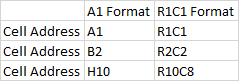 A1 Format R1C1 Format
Cell Address A1 R1C1
Cell Address B2 R2C2
Cell Address H10 R10C8